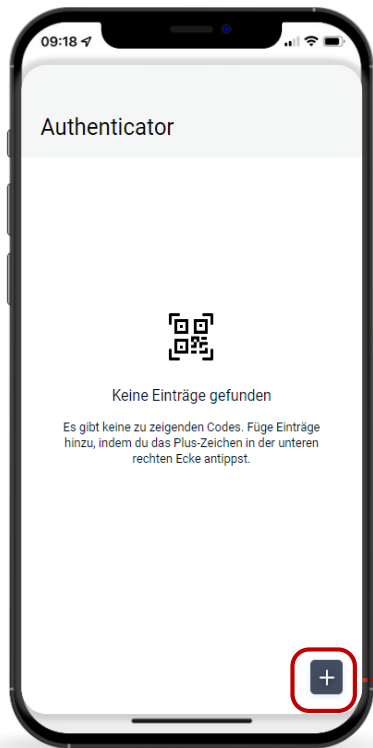 09:18
Authenticator
Keine Einträge gefunden
Es gibt keine zu zeigenden Codes. Füge Einträge
hinzu, indem du das Plus-Zeichen in der unteren
rechten Ecke antippst.
+